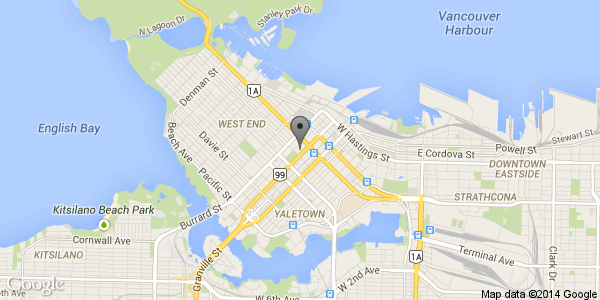 Stanley Park Dr
N Lagoon Dr
Vancouver
Harbour
1A
Denman St
WEST END
English Bay
W Hastings St
Stewart St
Powell St
Davie St
E Cordova St
Beach Ave
DOWNTOWN
EASTSIDE
99
Pacific St
STRATHCONA
Kitsilano Beach Park
Burrard St
YALETOWN
Cornwall Ave
KITSILANO
Granville St
Terminal Ave
1A
Clark Dr
W 2nd Ave
W 4th Ave
W 6th Ave
Google
Map data ©2014 Google